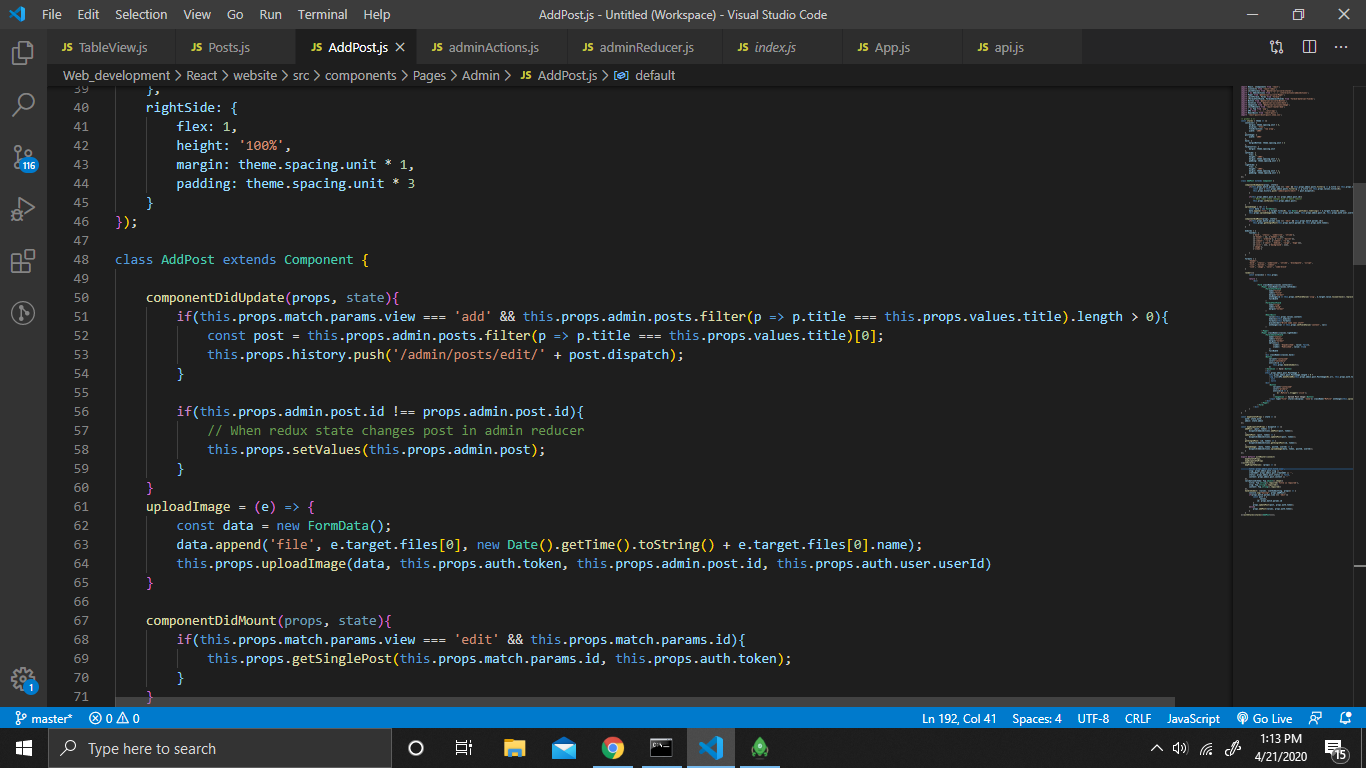 File Edit Selection View Go Run Terminal Help AddPost.js - Untitled (Workspace) - Visual Studio Code
JS TableView.js JS Posts.js JS AddPost.js JS adminActions.js JS adminReducer.js JS index.js JS App.js JS api.js
Web_development > React > website > src > components > Pages > Admin > JS AddPost.js > default
39 },
40 rightSide: {
41 flex: 1,
42 height: '100%',
43 margin: theme.spacing.unit * 1,
44 padding: theme.spacing.unit * 3
45 }
46 });
47
48 class AddPost extends Component {
49
50 componentDidUpdate(props, state){
51 if(this.props.match.params.view === 'add' && this.props.admin.posts.filter(p => p.title === this.props.values.title).length > 0){
52 const post = this.props.admin.posts.filter(p => p.title === this.props.values.title)[0];
53 this.props.history.push('/admin/posts/edit/' + post.dispatch);
54 }
55
56 if(this.props.admin.post.id !== props.admin.post.id){
57 // When redux state changes post in admin reducer
58 this.props.setValues(this.props.admin.post);
59 }
60 }
61 uploadImage = (e) => {
62 const data = new FormData();
63 data.append('file', e.target.files[0], new Date().getTime().toString() + e.target.files[0].name);
64 this.props.uploadImage(data, this.props.auth.token, this.props.admin.post.id, this.props.auth.user.userId)
65 }
66
67 componentDidMount(props, state){
68 if(this.props.match.params.view === 'edit' && this.props.match.params.id){
69 this.props.getSinglePost(this.props.match.params.id, this.props.auth.token);
70 }
71 }
116
1
master* 0 0 Ln 192, Col 41 Spaces: 4 UTF-8 CRLF JavaScript Go Live
Type here to search
1:13 PM
4/21/2020
15